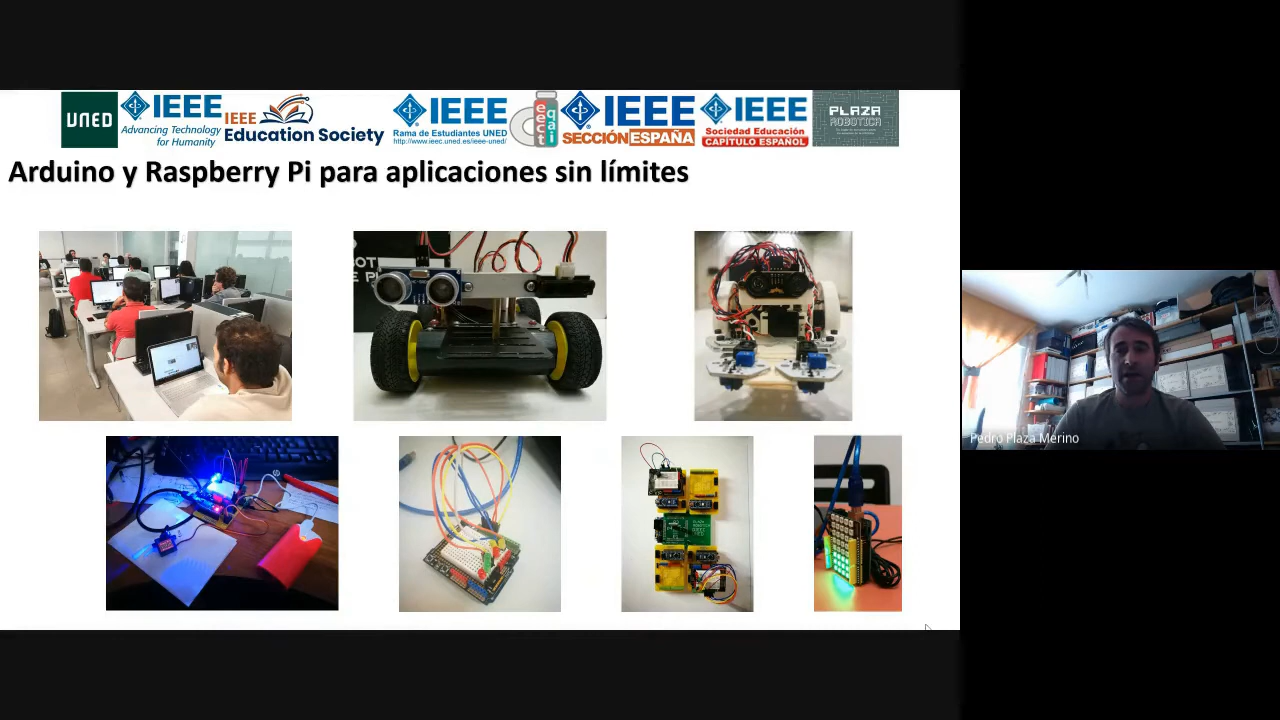 UNED
IEEE
Advancing Technology
for Humanity
IEEE
Education Society
IEEE
Rama de Estudiantes UNED
http://www.ieec.uned.es/ieee-uned/
IEEE
SECCIÓN ESPAÑA
IEEE
Sociedad Educación
CAPÍTULO ESPAÑOL
PLAZA
ROBOTICA
Arduino y Raspberry Pi para aplicaciones sin límites
Pedro Plaza Merino